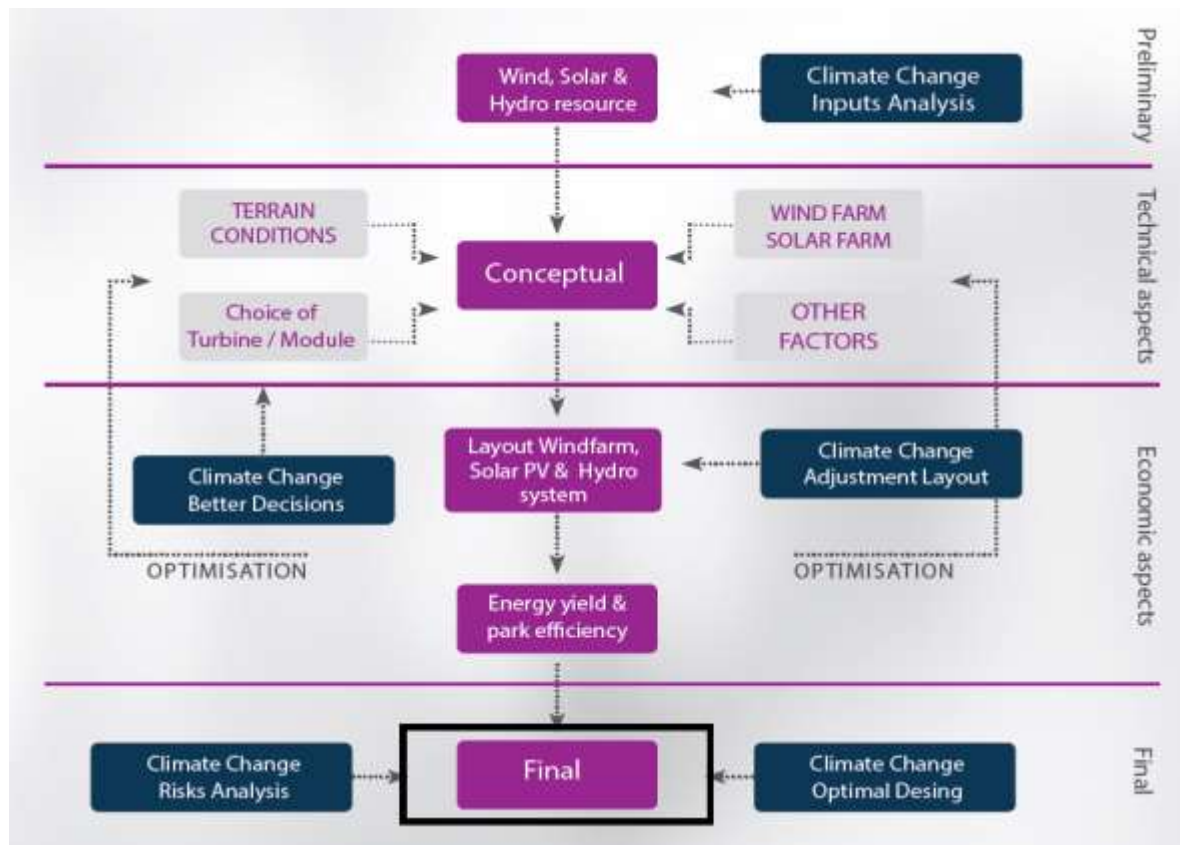 Preliminary
Wind, Solar &
Hydro resource
Climate Change
Inputs Analysis
Technical aspects
TERRAIN
CONDITIONS
WIND FARM
SOLAR FARM
Conceptual
Choice of
Turbine / Module
OTHER
FACTORS
Economic aspects
Layout Windfarm,
Solar PV & Hydro
system
Climate Change
Adjustment Layout
Climate Change
Better Decisions
OPTIMISATION
OPTIMISATION
Energy yield &
park efficiency
Final
Climate Change
Risks Analysis
Final
Climate Change
Optimal Desing